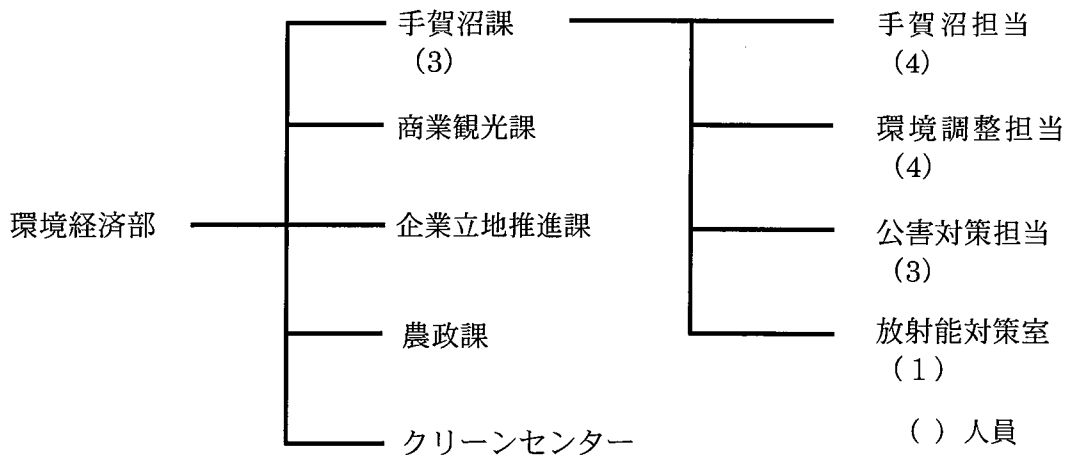 手賀沼課
(3)
商業観光課
環境経済部
企業立地推進課
農政課
クリーンセンター
手賀沼担当
(4)
環境調整担当
(4)
公害対策担当
(3)
放射能対策室
(１)
( ) 人員